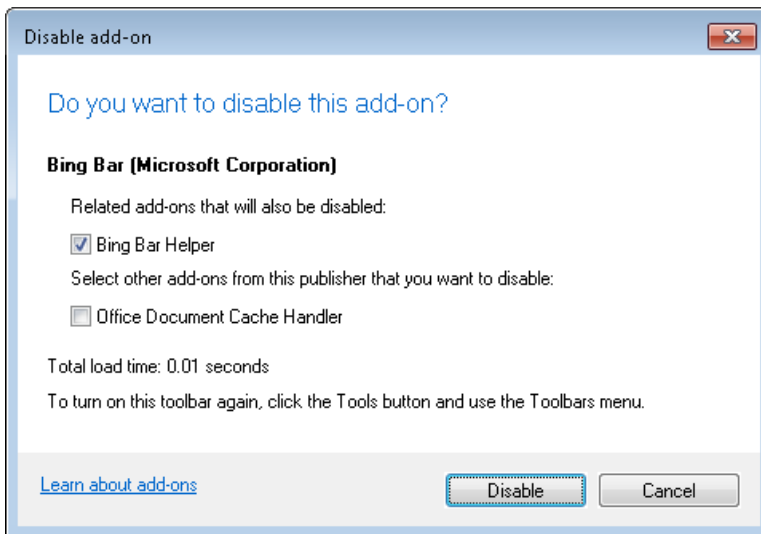 Disable add-on
Do you want to disable this add-on?
Bing Bar (Microsoft Corporation)
Related add-ons that will also be disabled:
Bing Bar Helper
Select other add-ons from this publisher that you want to disable:
Office Document Cache Handler
Total load time: 0.01 seconds
To turn on this toolbar again, click the Tools button and use the Toolbars menu.
Learn about add-ons
Disable
Cancel